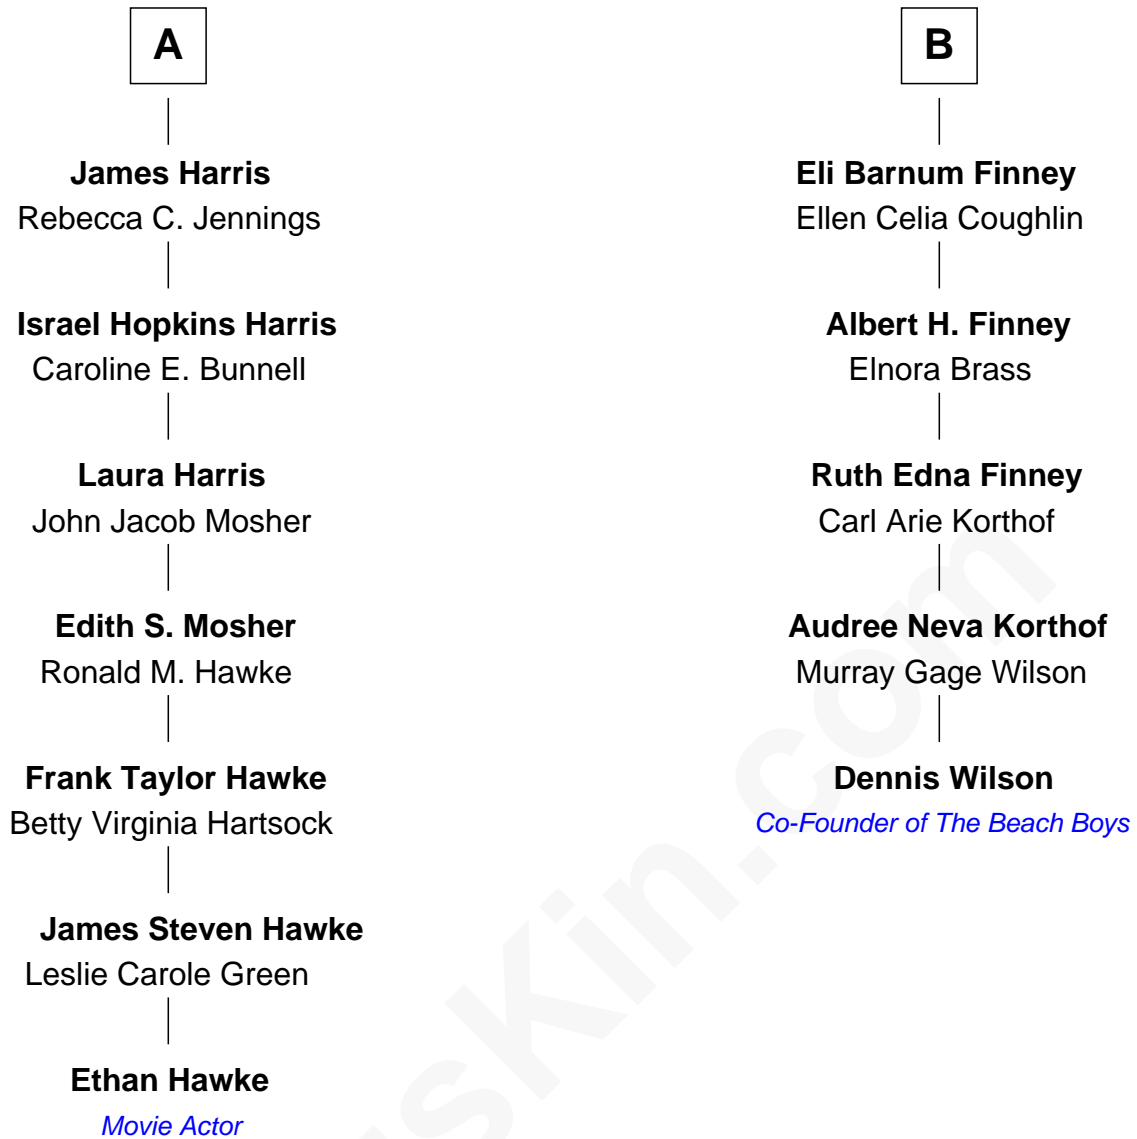 A
James Harris
Rebecca C. Jennings
Israel Hopkins Harris
Caroline E. Bunnell
Laura Harris
John Jacob Mosher
Edith S. Mosher
Ronald M. Hawke
Frank Taylor Hawke
Betty Virginia Hartsock
James Steven Hawke
Leslie Carole Green
Ethan Hawke
Movie Actor
B
Eli Barnum Finney
Ellen Celia Coughlin
Albert H. Finney
Elnora Brass
Ruth Edna Finney
Carl Arie Korthof
Audree Neva Korthof
Murray Gage Wilson
Dennis Wilson
Co-Founder of The Beach Boys